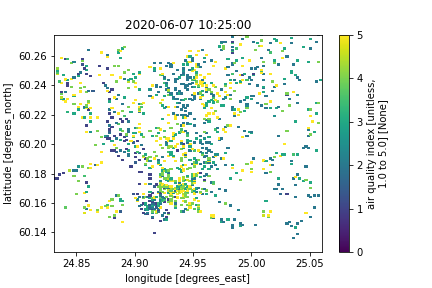 2020-06-07 10:25:00
latitude [degrees_north]
60.26
60.24
60.22
60.20
60.18
60.16
60.14
24.85 24.90 24.95 25.00 25.05
longitude [degrees_east]
5
4
3
2
1
0
air quality index [unitless,
1.0 to 5.0] [None]